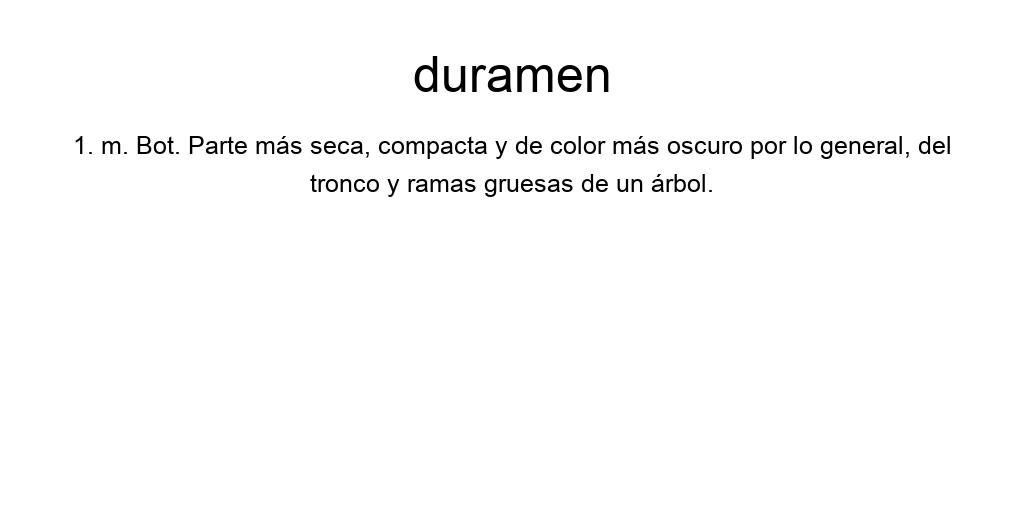 duramen
1. m. Bot. Parte más seca, compacta y de color más oscuro por lo general, del
tronco y ramas gruesas de un árbol.